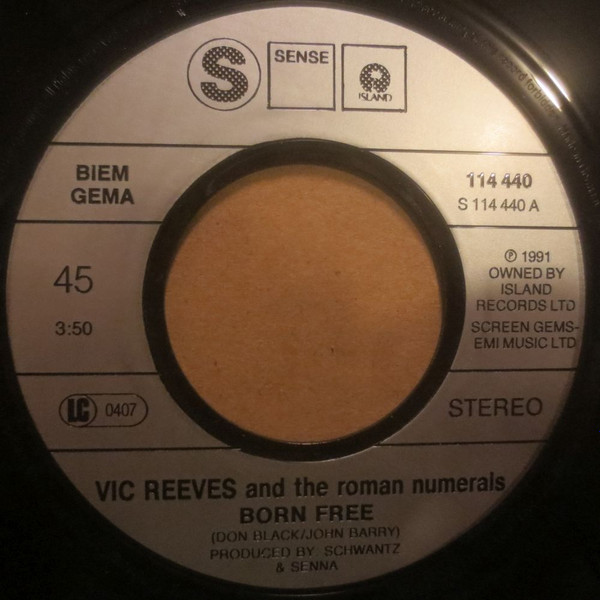 S
SENSE
ISLAND
BIEM
GEMA
114 440
S 114 440 A
45
3:50
℗ 1991
OWNED BY
ISLAND
RECORDS LTD
SCREEN GEMS-
EMI MUSIC LTD
LC 0407
STEREO
VIC REEVES and the roman numerals
BORN FREE
(DON BLACK/JOHN BARRY)
PRODUCED BY: SCHWANTZ
& SENNA